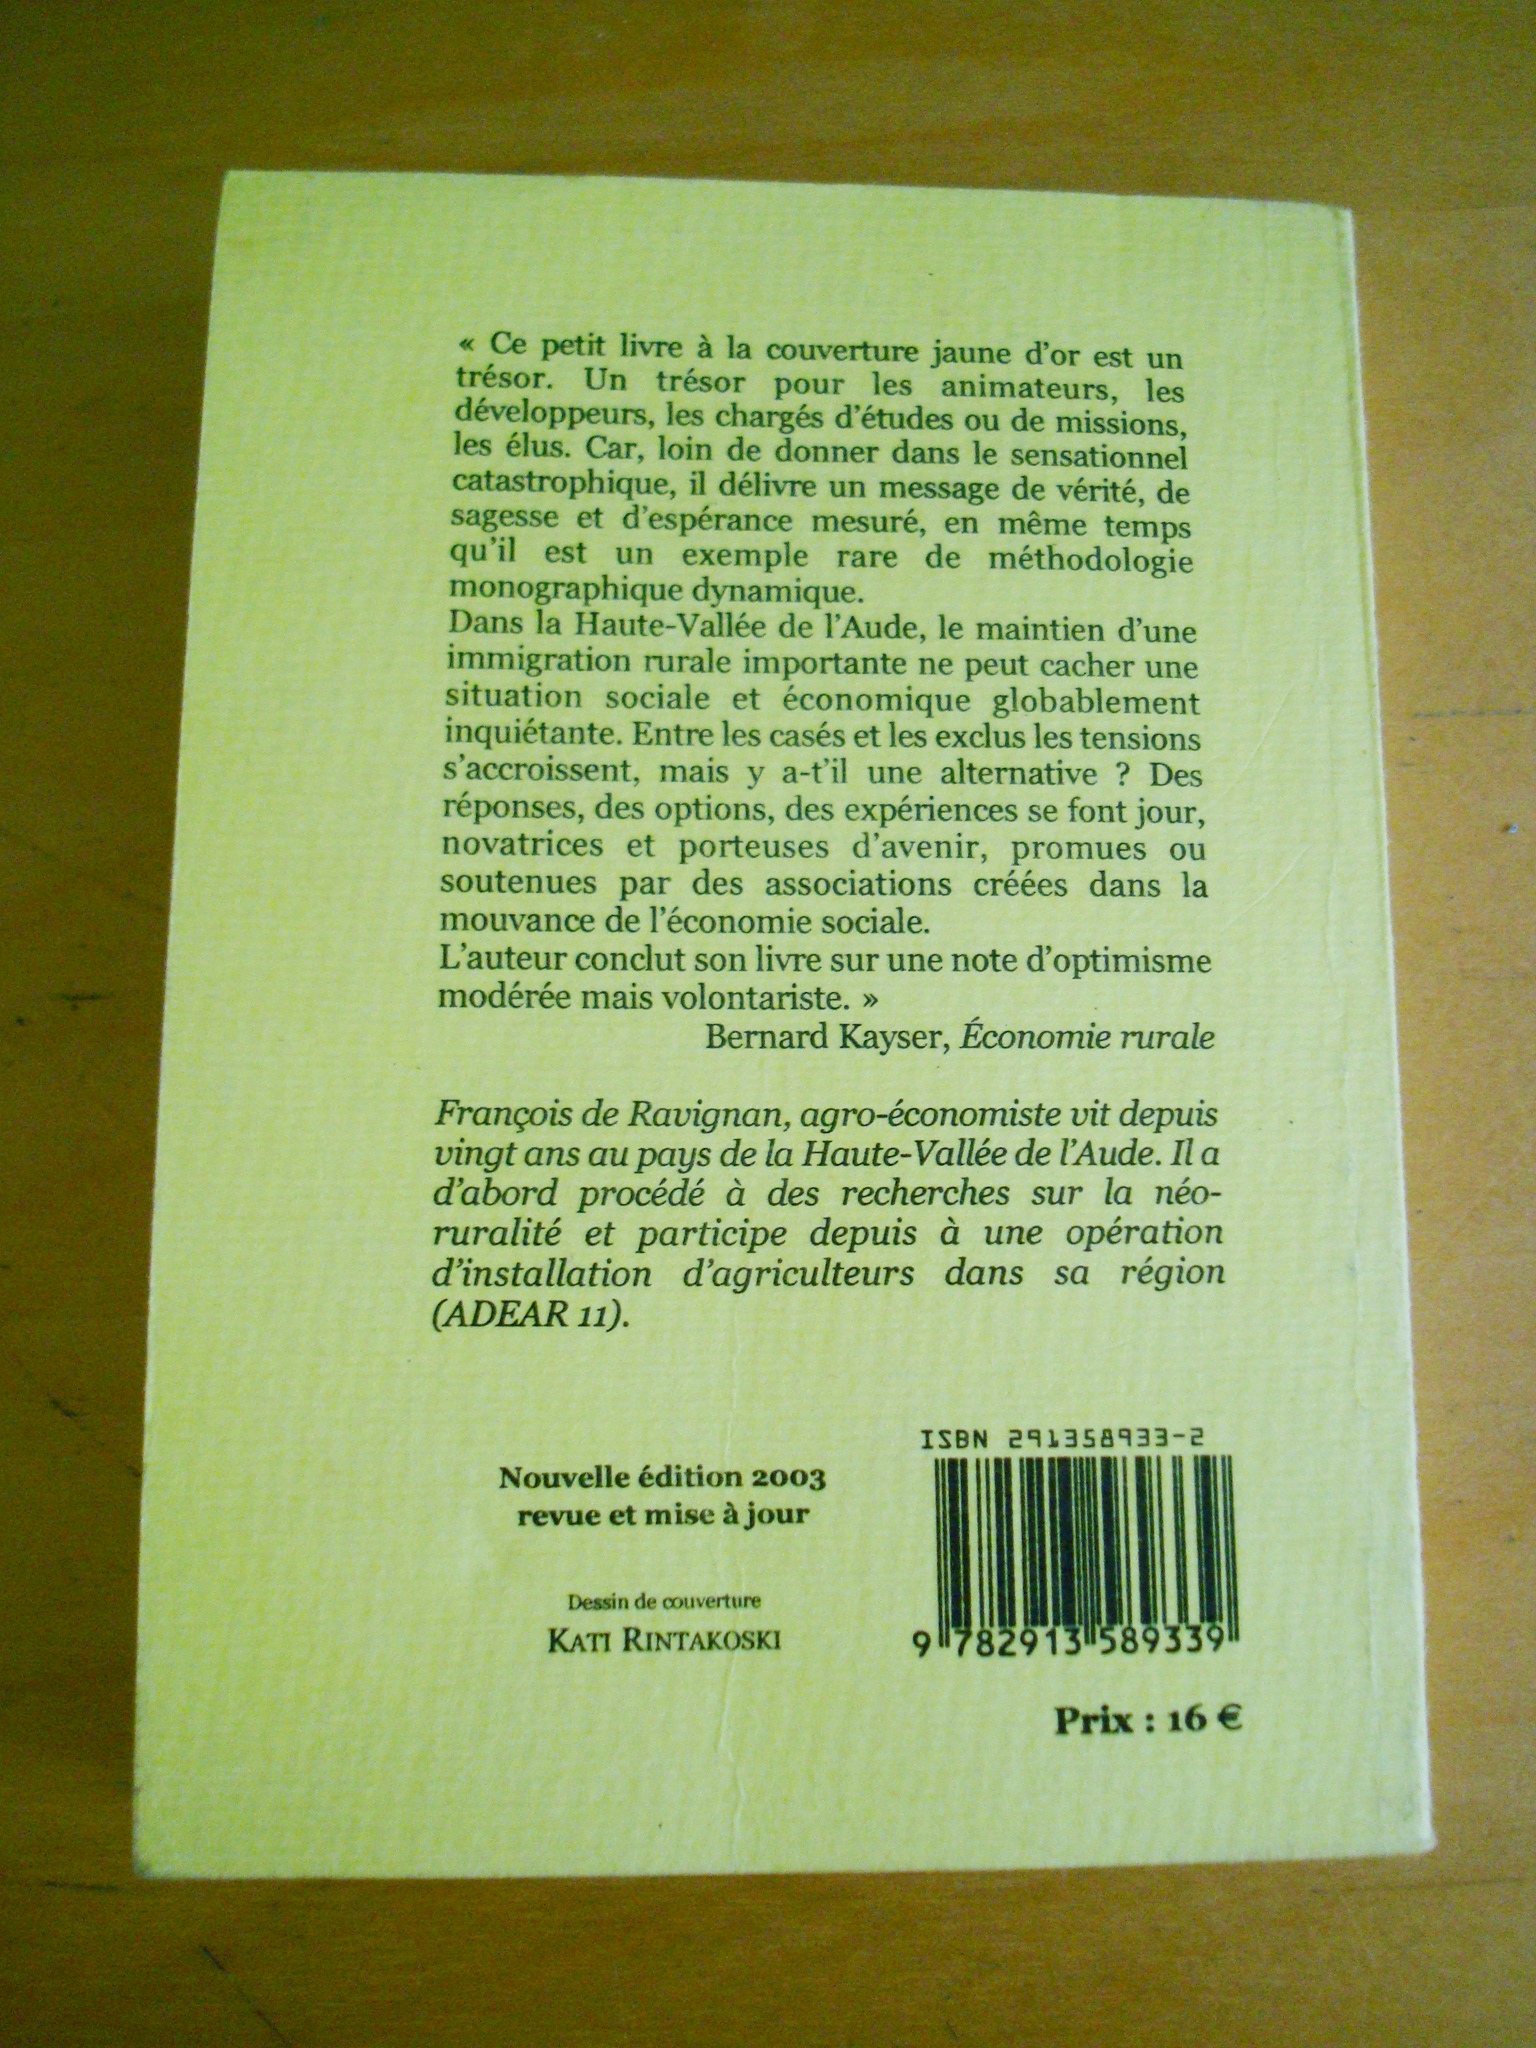 « Ce petit livre à la couverture jaune d'or est un
trésor. Un trésor pour les animateurs, les
développeurs, les chargés d'études ou de missions,
les élus. Car, loin de donner dans le sensationnel
catastrophique, il délivre un message de vérité, de
sagesse et d'espérance mesuré, en même temps
qu'il est un exemple rare de méthodologie
monographique dynamique.
Dans la Haute-Vallée de l'Aude, le maintien d'une
immigration rurale importante ne peut cacher une
situation sociale et économique globablement
inquiétante. Entre les casés et les exclus les tensions
s'accroissent, mais y a-t'il une alternative ? Des
réponses, des options, des expériences se font jour,
novatrices et porteuses d'avenir, promues ou
soutenues par des associations créées dans la
mouvance de l'économie sociale.
L'auteur conclut son livre sur une note d'optimisme
modérée mais volontariste. »
Bernard Kayser, Économie rurale
François de Ravignan, agro-économiste vit depuis
vingt ans au pays de la Haute-Vallée de l'Aude. Il a
d'abord procédé à des recherches sur la néo-
ruralité et participe depuis à une opération
d'installation d'agriculteurs dans sa région
(ADEAR 11).
Nouvelle édition 2003
revue et mise à jour
Dessin de couverture
KATI RINTAKOSKI
ISBN 291358933-2
9 782913 589339
Prix : 16 €